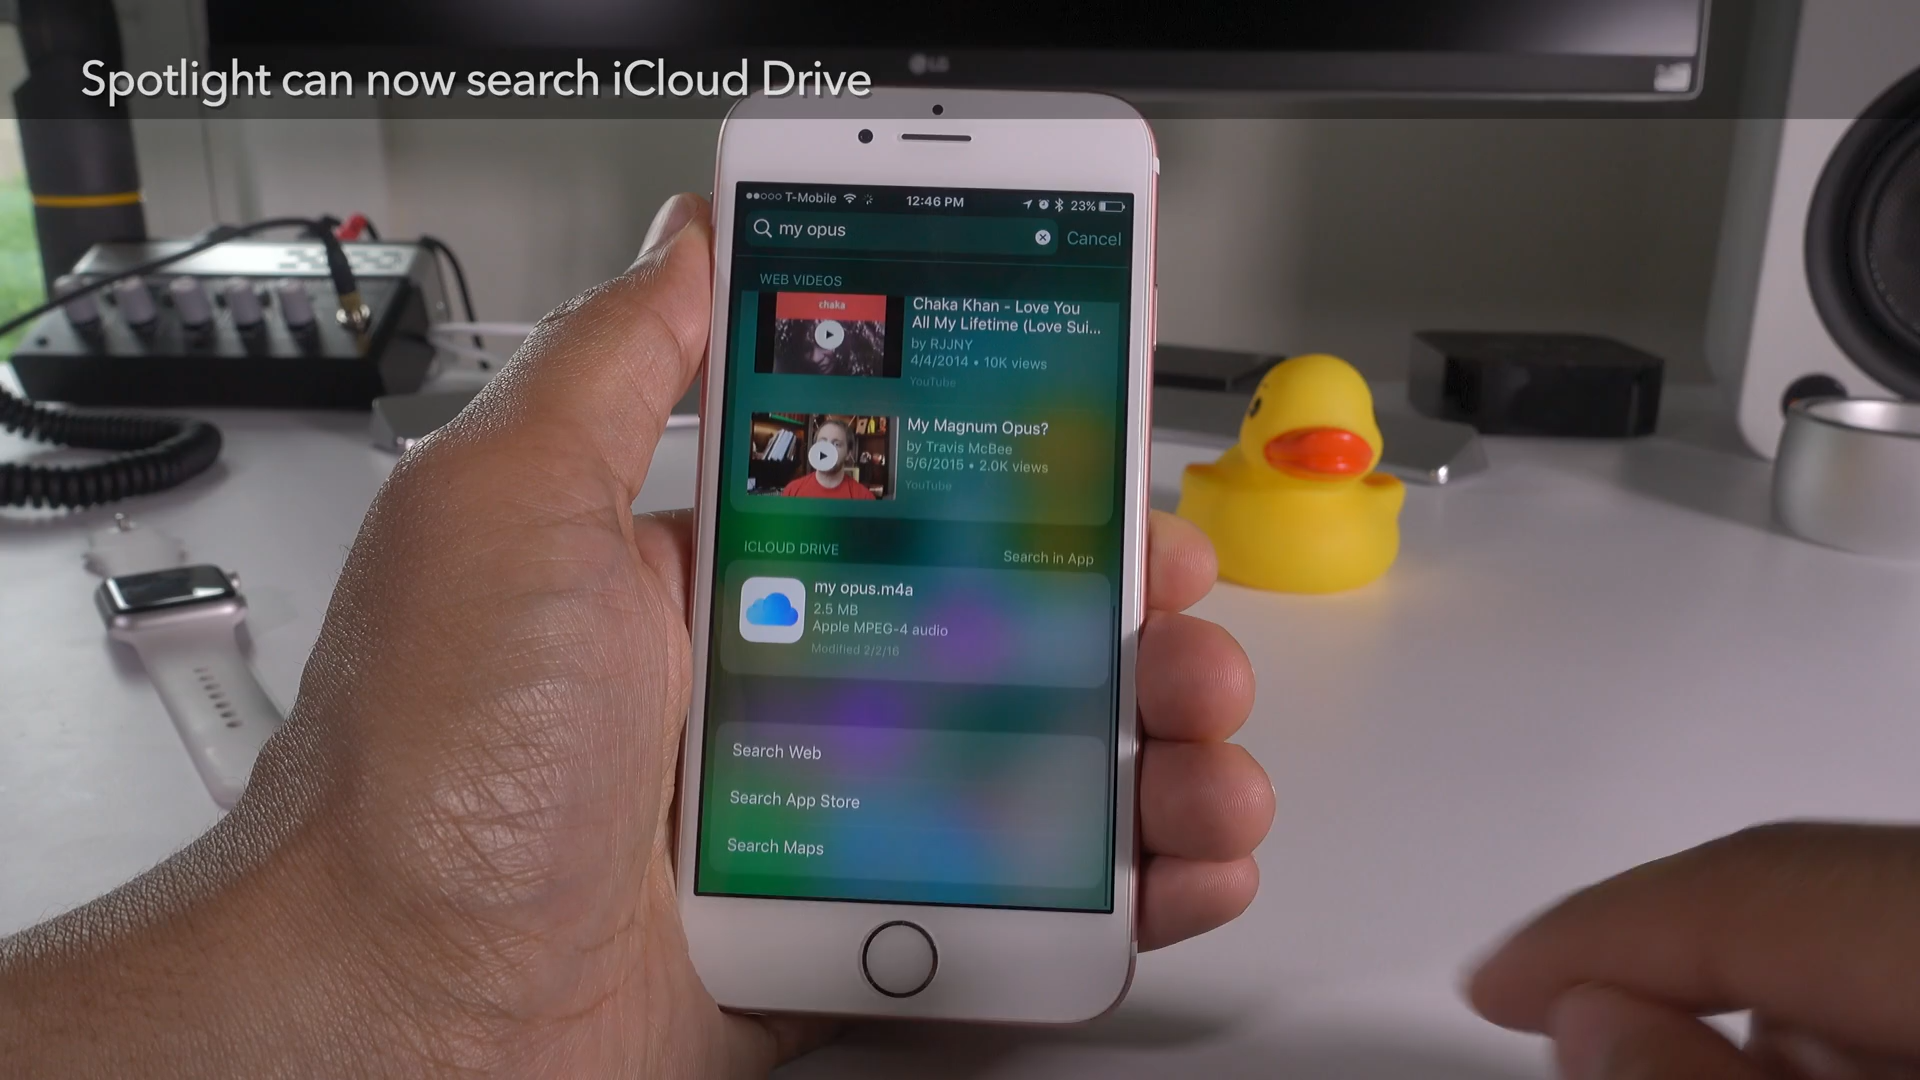 Spotlight can now search iCloud Drive
LG
T-Mobile 12:46 PM 23%
my opus
Cancel
WEB VIDEOS
chaka
Chaka Khan - Love You
All My Lifetime (Love Sui...
by RJJNY
4/4/2014 • 10K views
YouTube
My Magnum Opus?
by Travis McBee
5/6/2015 • 2.0K views
YouTube
ICLOUD DRIVE
Search in App
my opus.m4a
2.5 MB
Apple MPEG-4 audio
Modified 2/2/16
Search Web
Search App Store
Search Maps